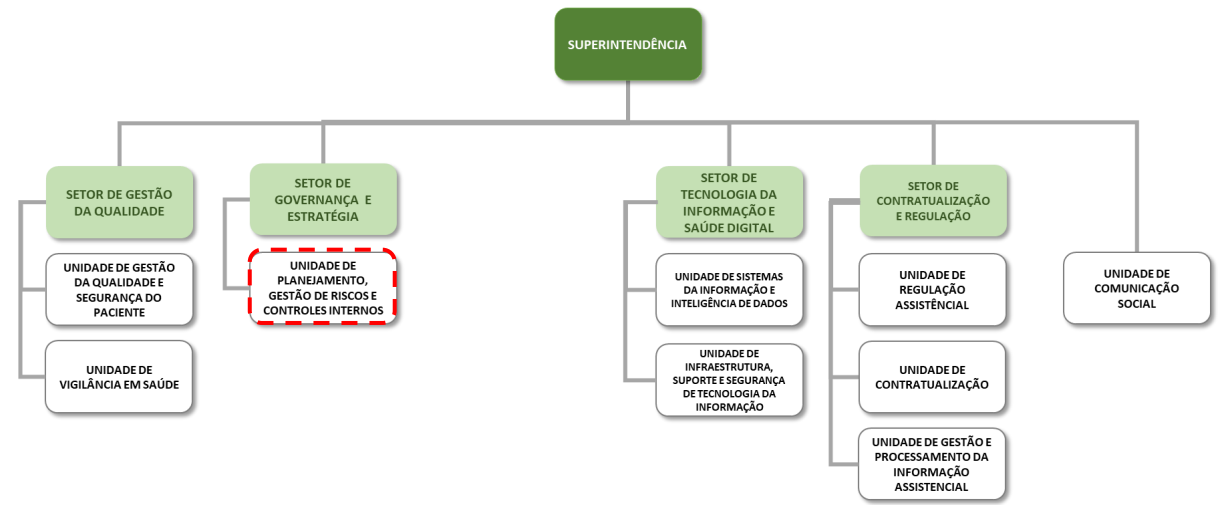 SUPERINTENDÊNCIA
SETOR DE GESTÃO
DA QUALIDADE
UNIDADE DE GESTÃO
DA QUALIDADE E
SEGURANÇA DO
PACIENTE
UNIDADE DE
VIGILÂNCIA EM SAÚDE
SETOR DE
GOVERNANÇA E
ESTRATÉGIA
UNIDADE DE
PLANEJAMENTO,
GESTÃO DE RISCOS E
CONTROLES INTERNOS
SETOR DE
TECNOLOGIA DA
INFORMAÇÃO E
SAÚDE DIGITAL
UNIDADE DE SISTEMAS
DA INFORMAÇÃO E
INTELIGÊNCIA DE DADOS
UNIDADE DE
INFRAESTRUTURA,
SUPORTE E SEGURANÇA
DE TECNOLOGIA DA
INFORMAÇÃO
SETOR DE
CONTRATUALIZAÇÃO
E REGULAÇÃO
UNIDADE DE
REGULAÇÃO
ASSISTÊNCIAL
UNIDADE DE
CONTRATUALIZAÇÃO
UNIDADE DE GESTÃO E
PROCESSAMENTO DA
INFORMAÇÃO
ASSISTENCIAL
UNIDADE DE
COMUNICAÇÃO
SOCIAL